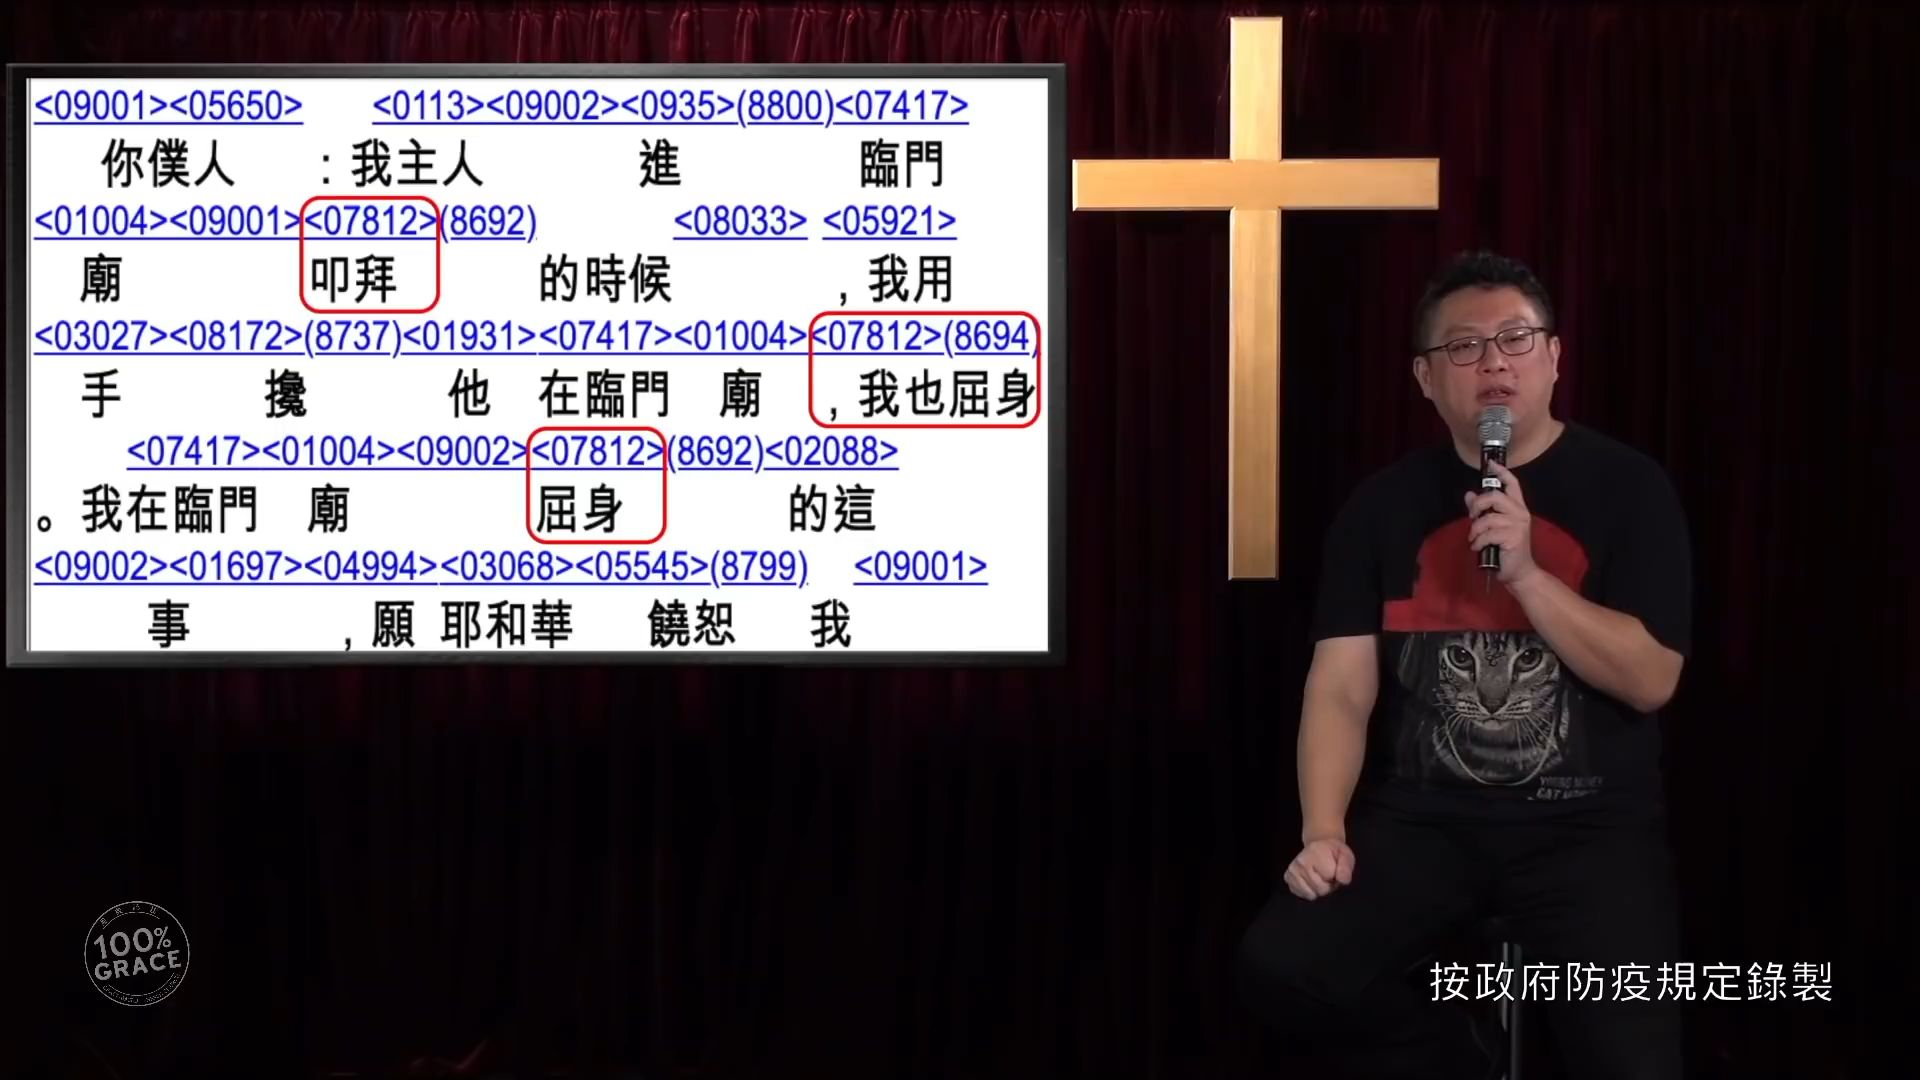 <09001><05650> <0113><09002><0935>(8800)<07417>
你僕人 : 我主人 進 臨門
<01004><09001><07812>(8692) <08033> <05921>
廟 叩拜 的時候 , 我用
<03027><08172>(8737)<01931><07417><01004><07812>(8694)
手 攙 他 在臨門 廟 , 我也屈身
<07417><01004><09002><07812>(8692)<02088>
。我在臨門 廟 屈身 的這
<09002><01697><04994><03068><05545>(8799) <09001>
事 , 願 耶和華 饒恕 我
100%
GRACE
按政府防疫規定錄製